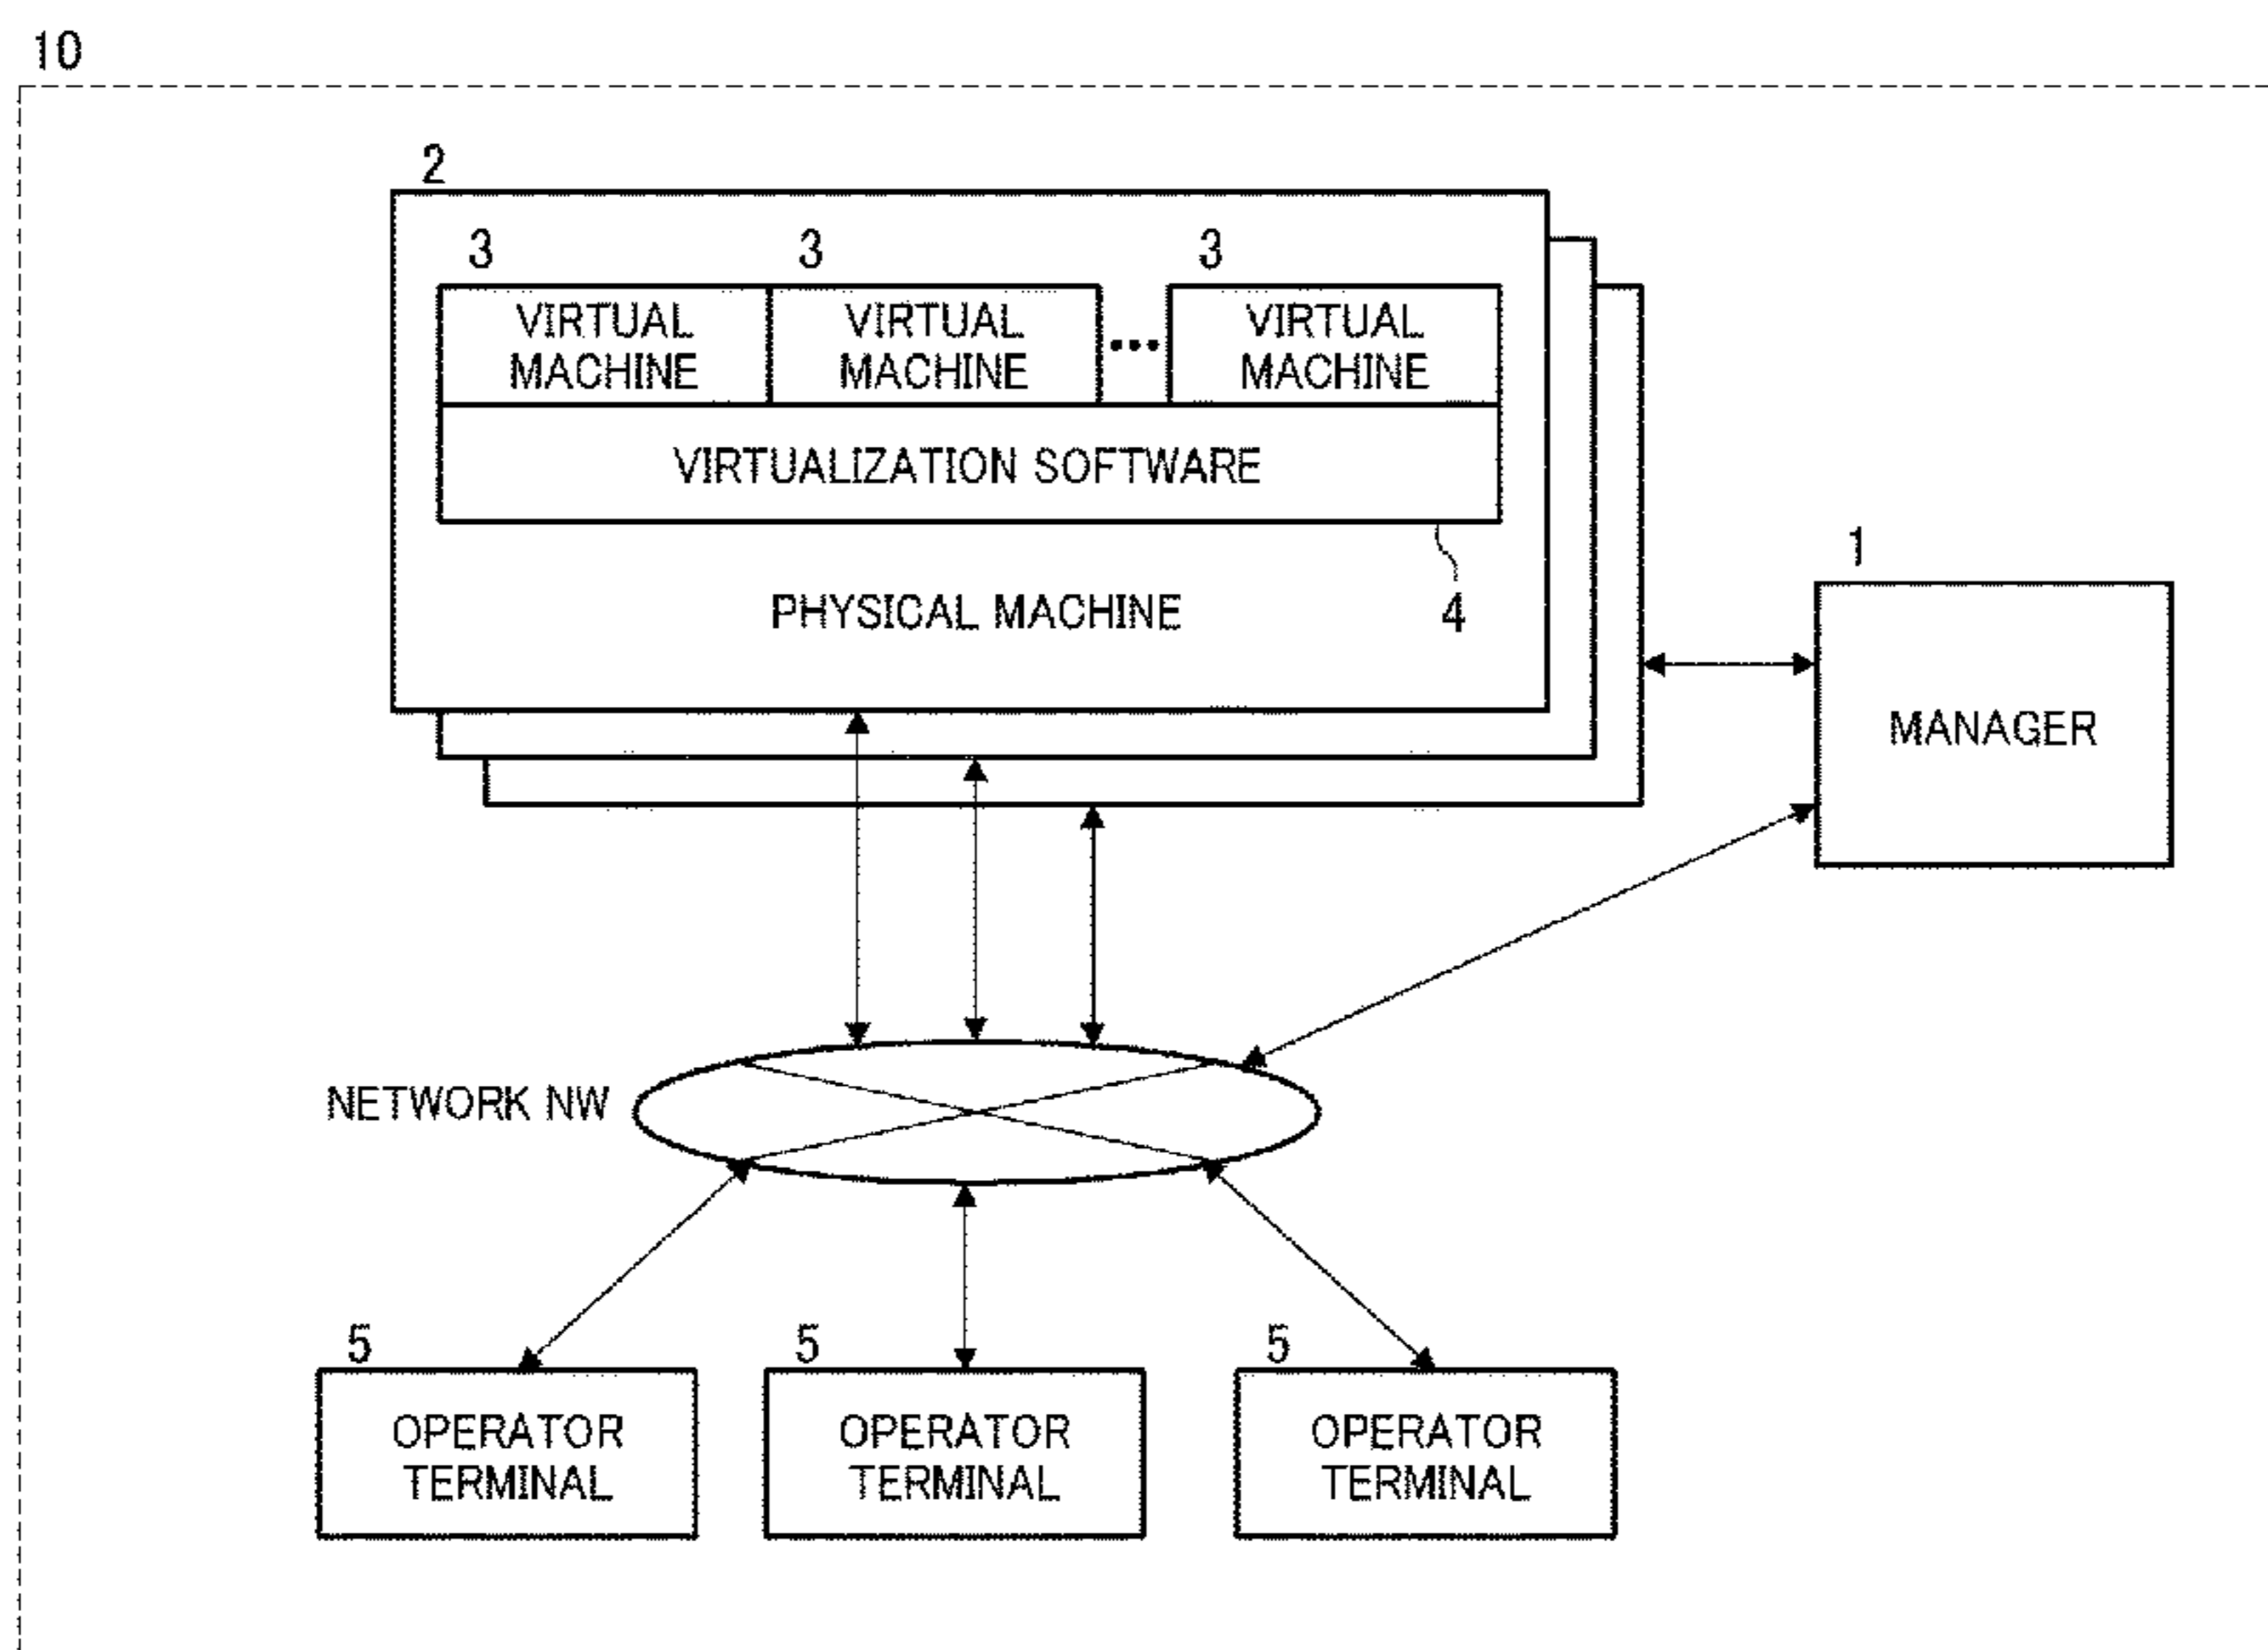 10
2
3 3 3
VIRTUAL VIRTUAL VIRTUAL
MACHINE MACHINE ••• MACHINE
VIRTUALIZATION SOFTWARE
1
PHYSICAL MACHINE 4
MANAGER
NETWORK NW
5 5 5
OPERATOR OPERATOR OPERATOR
TERMINAL TERMINAL TERMINAL